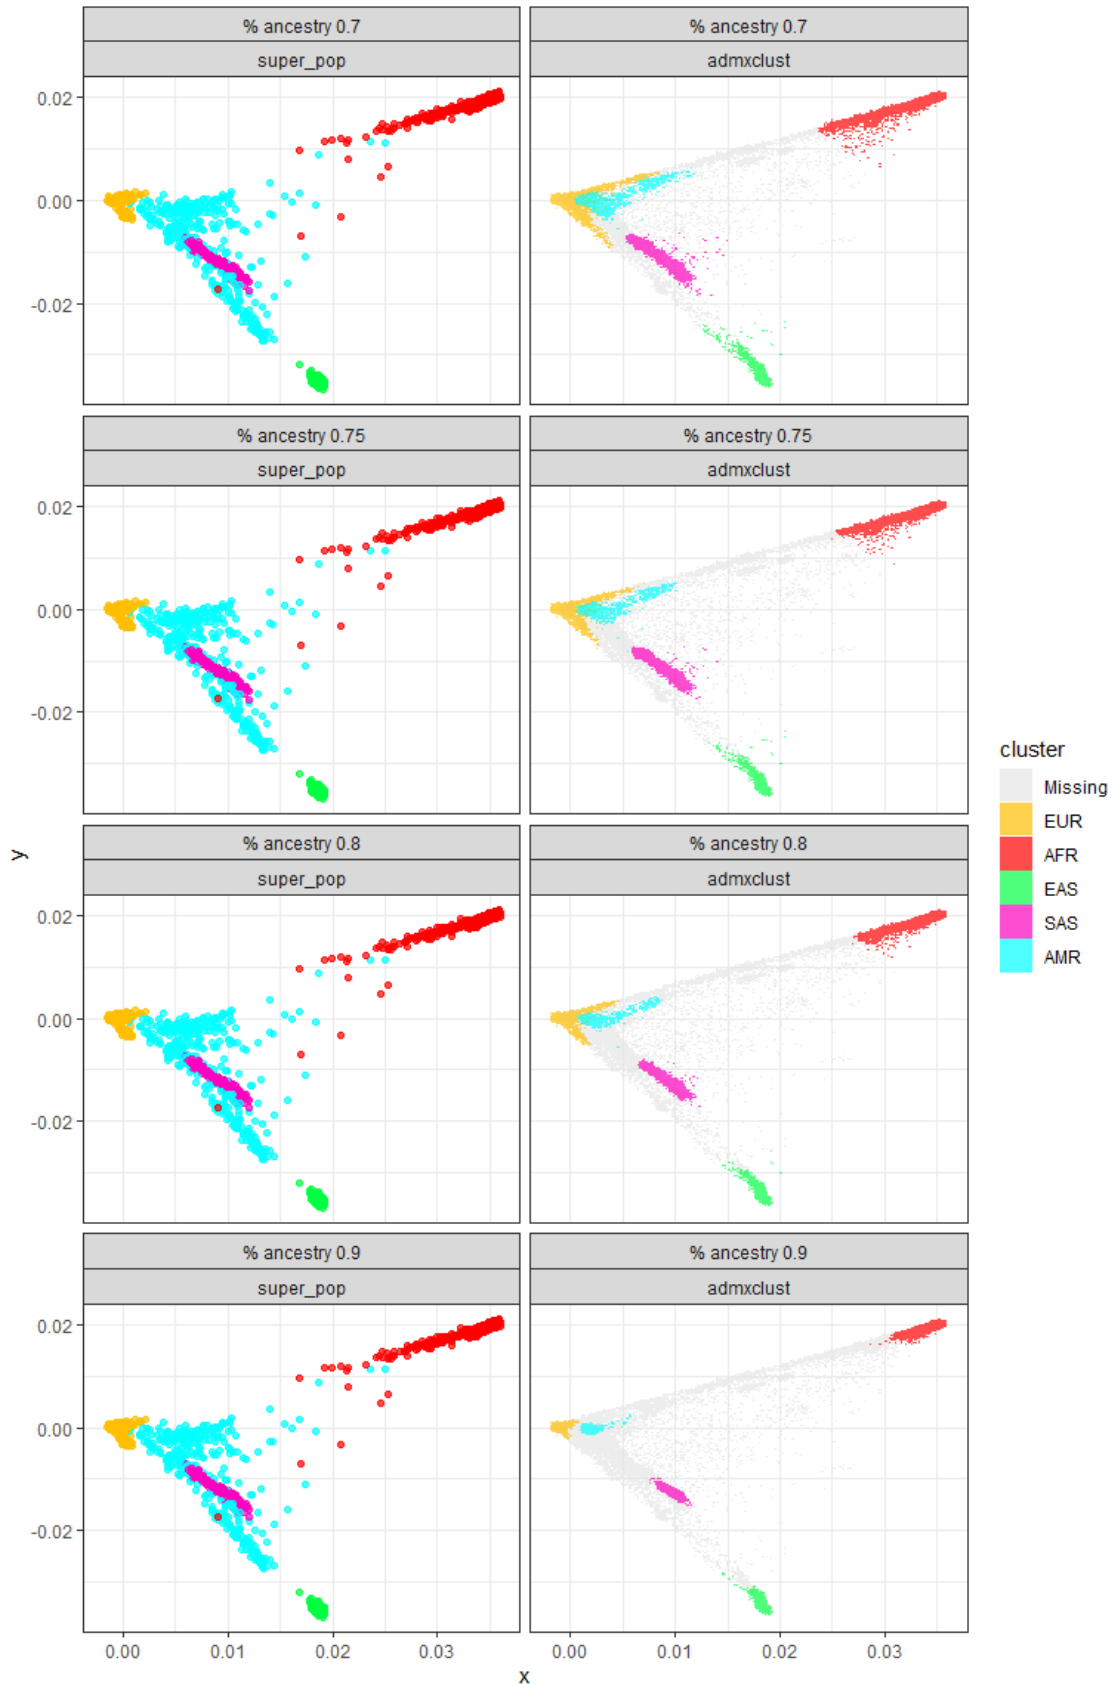 % ancestry 0.7
% ancestry 0.7
super_pop
admxclust
0.02
0.00
-0.02
% ancestry 0.75
% ancestry 0.75
super_pop
admxclust
0.02
0.00
-0.02
% ancestry 0.8
% ancestry 0.8
super_pop
admxclust
0.02
0.00
-0.02
% ancestry 0.9
% ancestry 0.9
super_pop
admxclust
0.02
0.00
-0.02
0.00 0.01 0.02 0.03
0.00 0.01 0.02 0.03
x
y
cluster
Missing
EUR
AFR
EAS
SAS
AMR